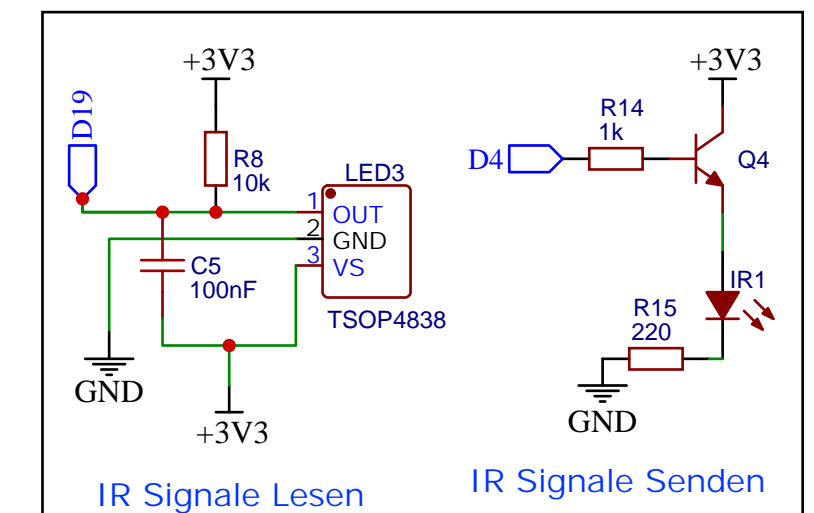 +3V3
D19
R8
10k
LED3
1
OUT
2
GND
3
VS
C5
100nF
TSOP4838
GND
+3V3
IR Signale Lesen
+3V3
R14
1k
D4
Q4
IR1
R15
220
GND
IR Signale Senden